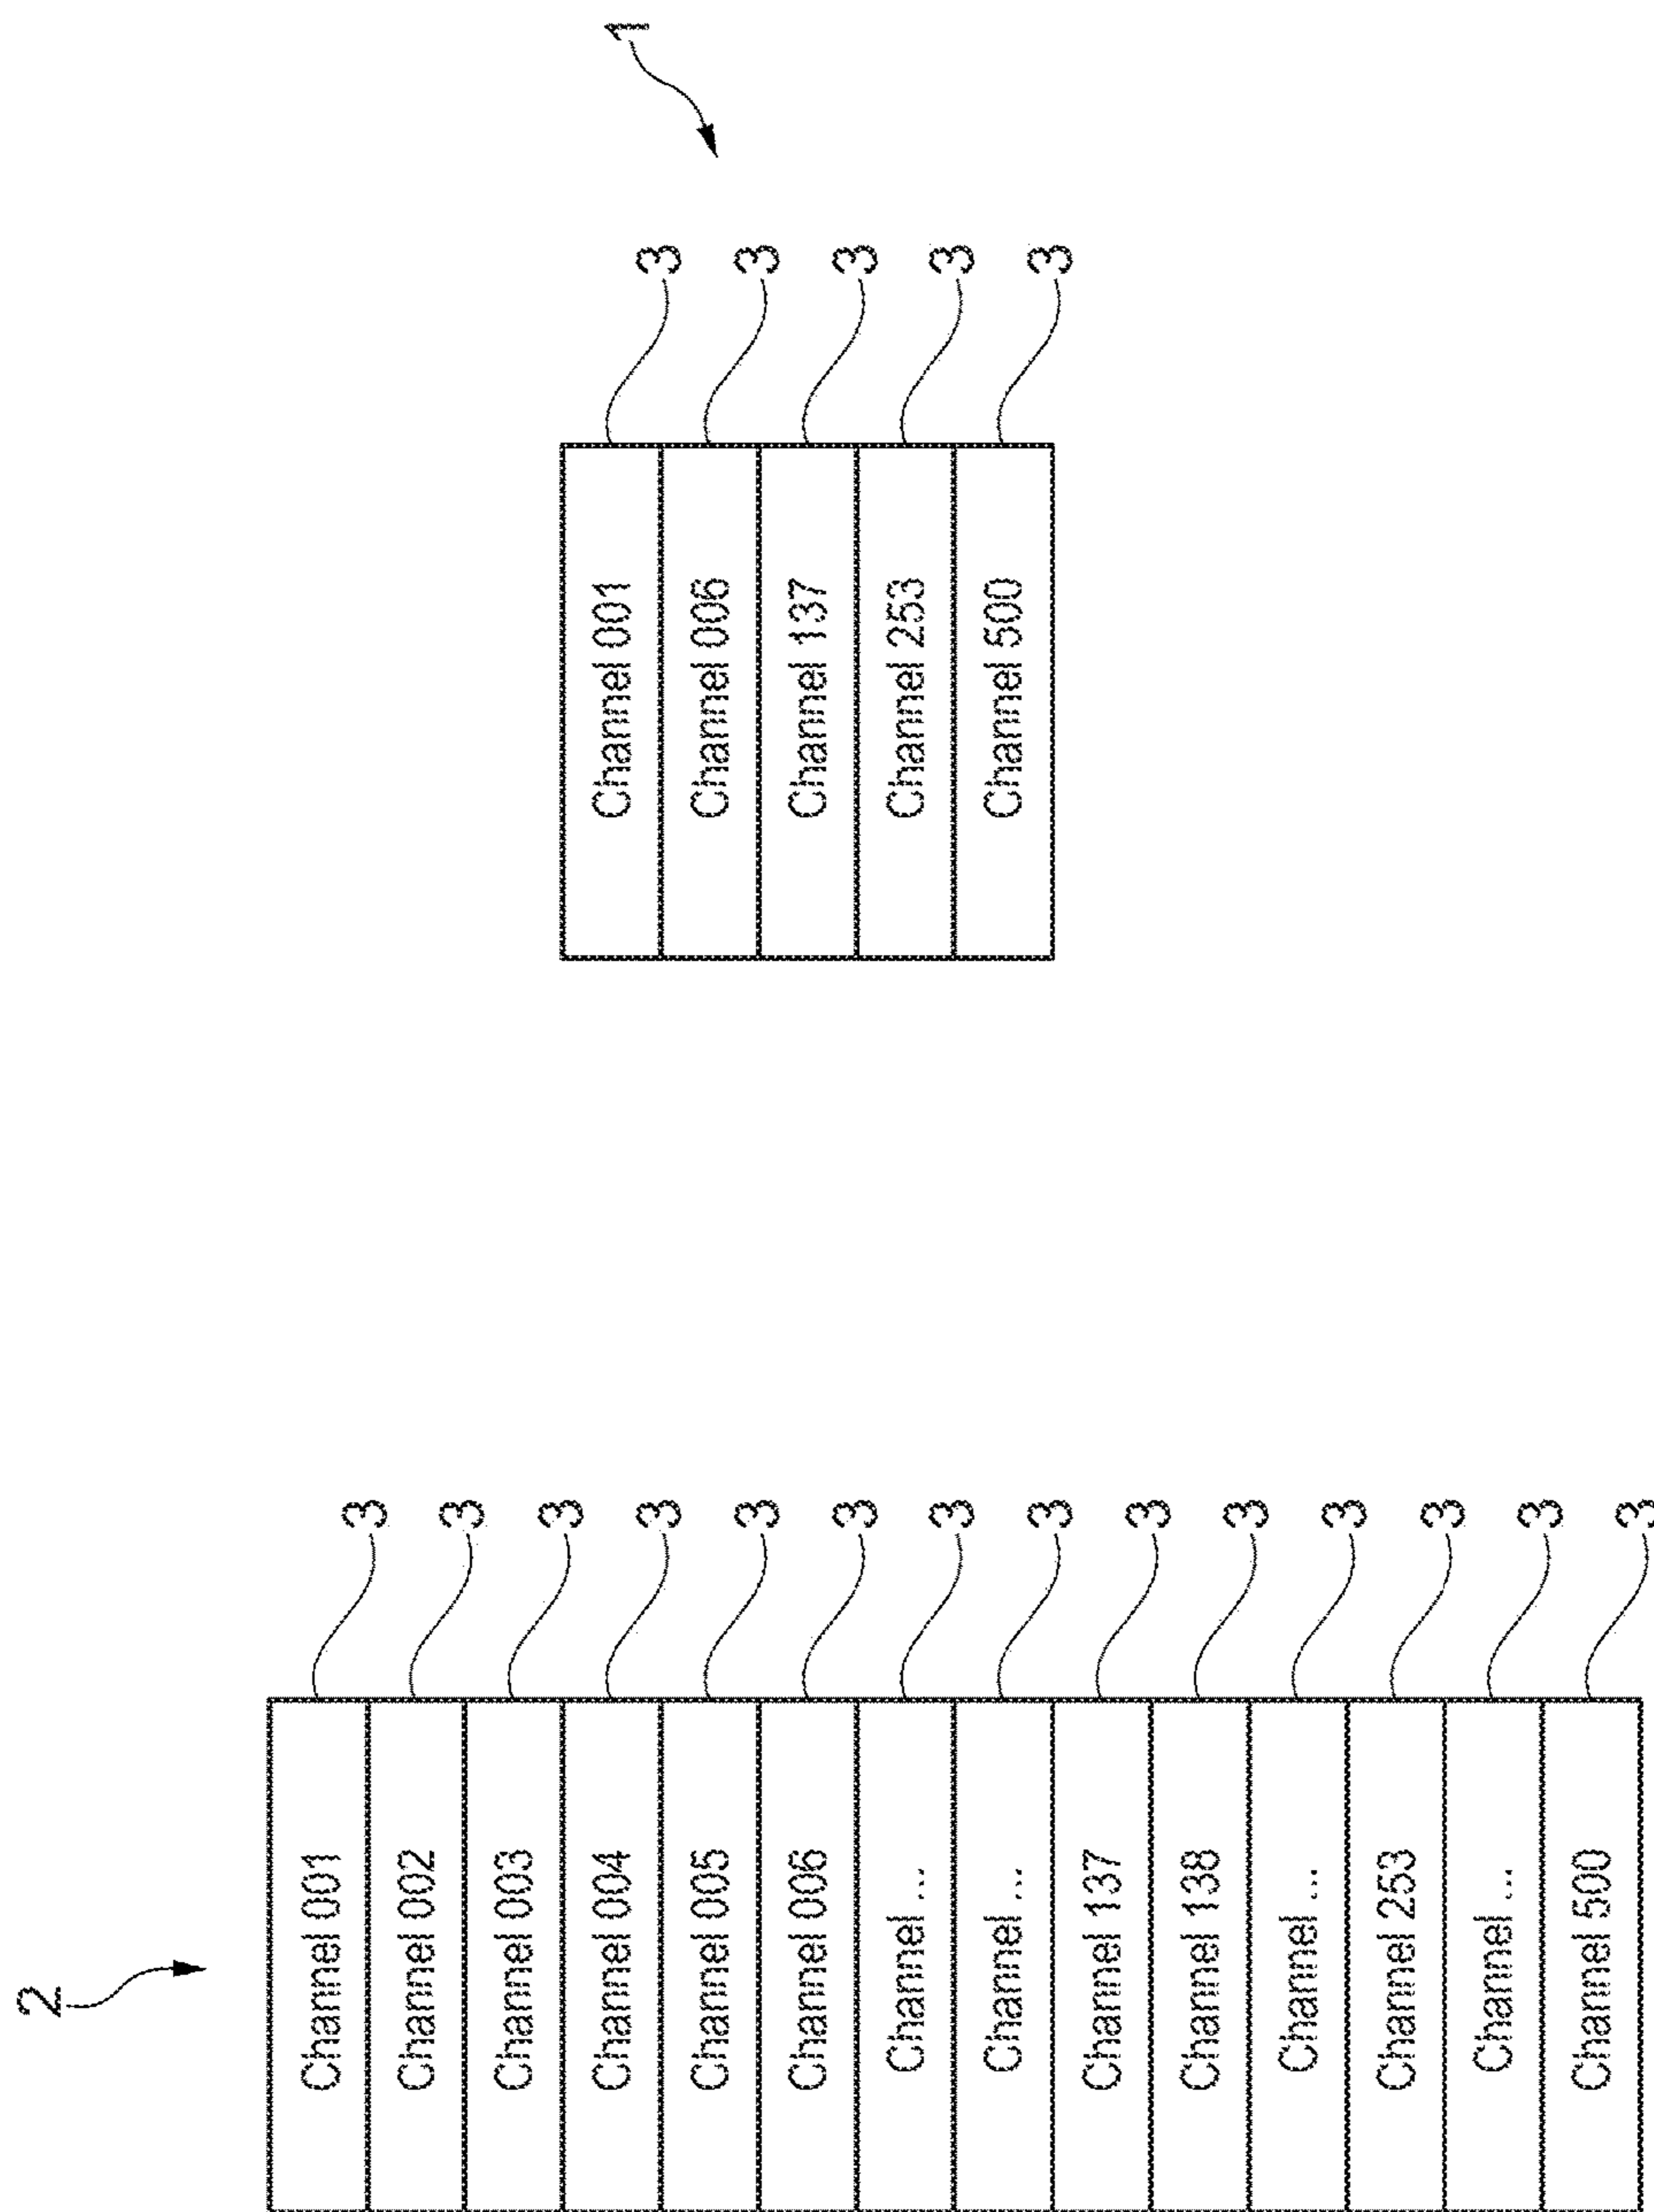 2
Channel 001 3
Channel 002 3
Channel 003 3
Channel 004 3
Channel 005 3
Channel 006 3
Channel ... 3
Channel ... 3
Channel 137 3
Channel 138 3
Channel ... 3
Channel 253 3
Channel ... 3
Channel 500 3
1
Channel 001 3
Channel 006 3
Channel 137 3
Channel 253 3
Channel 500 3